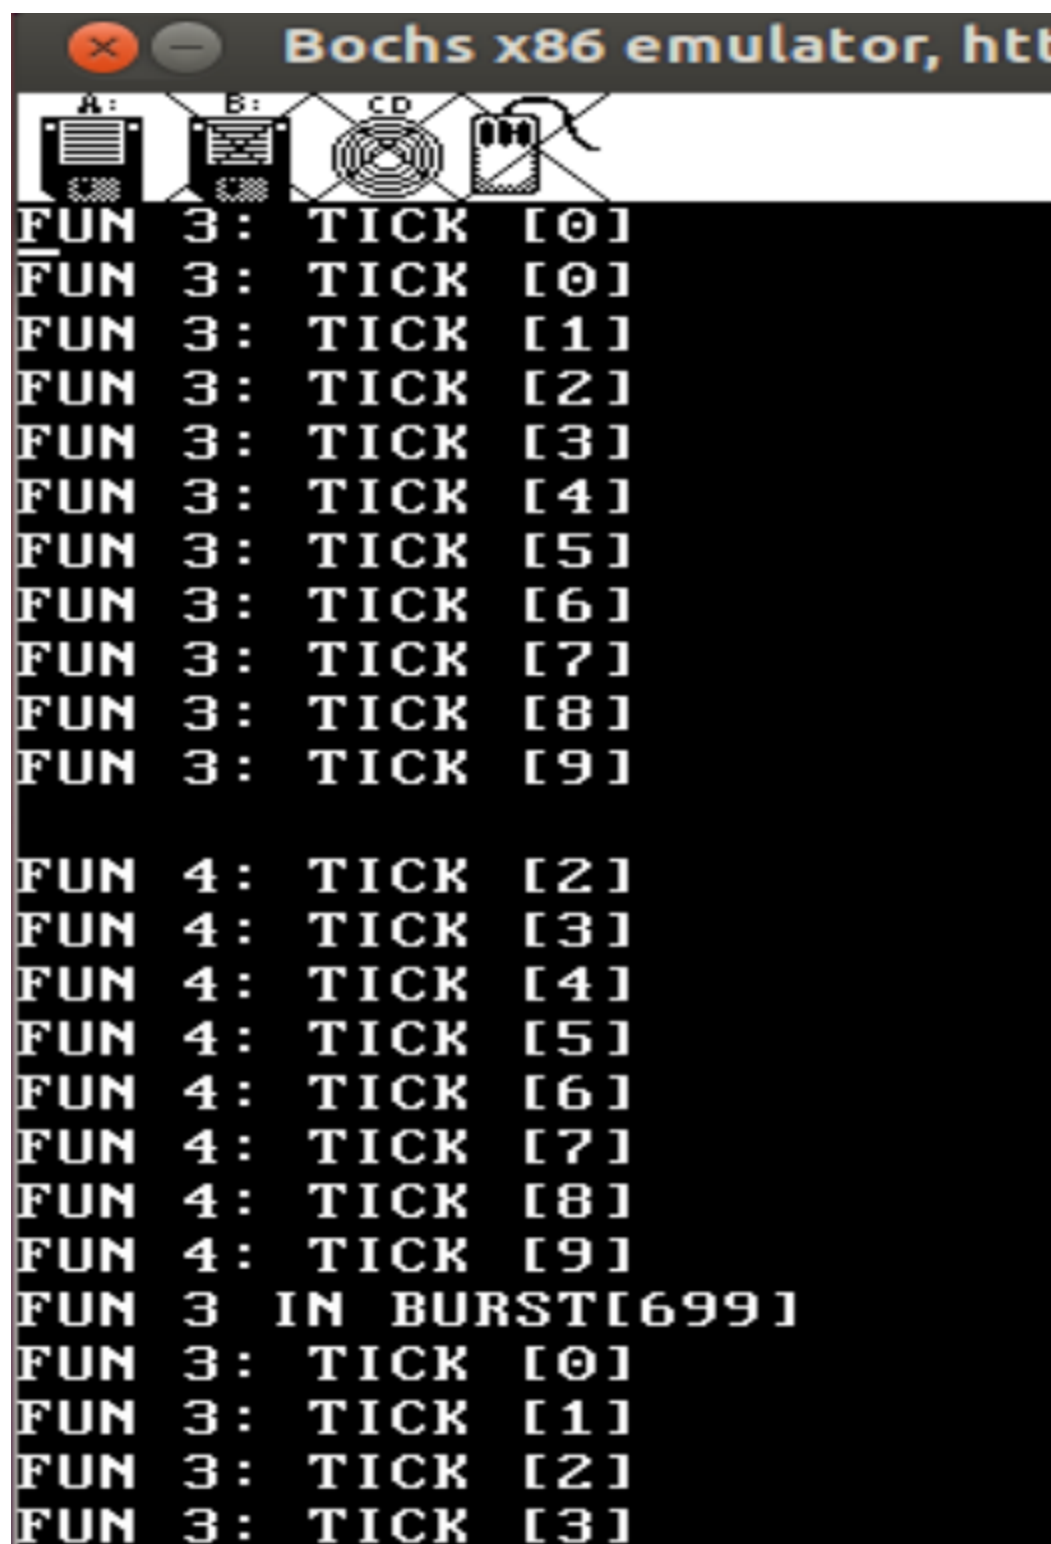 Bochs x86 emulator, htt
A: B: CD
FUN 3: TICK [0]
FUN 3: TICK [0]
FUN 3: TICK [1]
FUN 3: TICK [2]
FUN 3: TICK [3]
FUN 3: TICK [4]
FUN 3: TICK [5]
FUN 3: TICK [6]
FUN 3: TICK [7]
FUN 3: TICK [8]
FUN 3: TICK [9]
FUN 4: TICK [2]
FUN 4: TICK [3]
FUN 4: TICK [4]
FUN 4: TICK [5]
FUN 4: TICK [6]
FUN 4: TICK [7]
FUN 4: TICK [8]
FUN 4: TICK [9]
FUN 3 IN BURST[699]
FUN 3: TICK [0]
FUN 3: TICK [1]
FUN 3: TICK [2]
FUN 3: TICK [3]